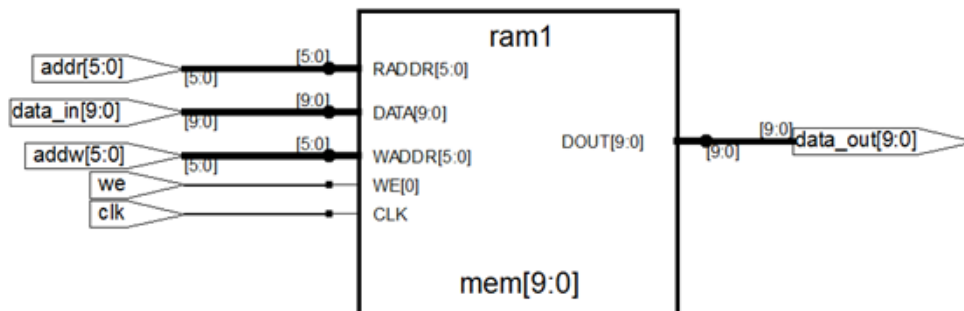 ram1
addr[5:0]
[5:0]
[5:0]
RADDR[5:0]
data_in[9:0]
[9:0]
[9:0]
DATA[9:0]
addw[5:0]
[5:0]
[5:0]
WADDR[5:0]
we
WE[0]
clk
CLK
DOUT[9:0]
[9:0]
[9:0]
data_out[9:0]
mem[9:0]